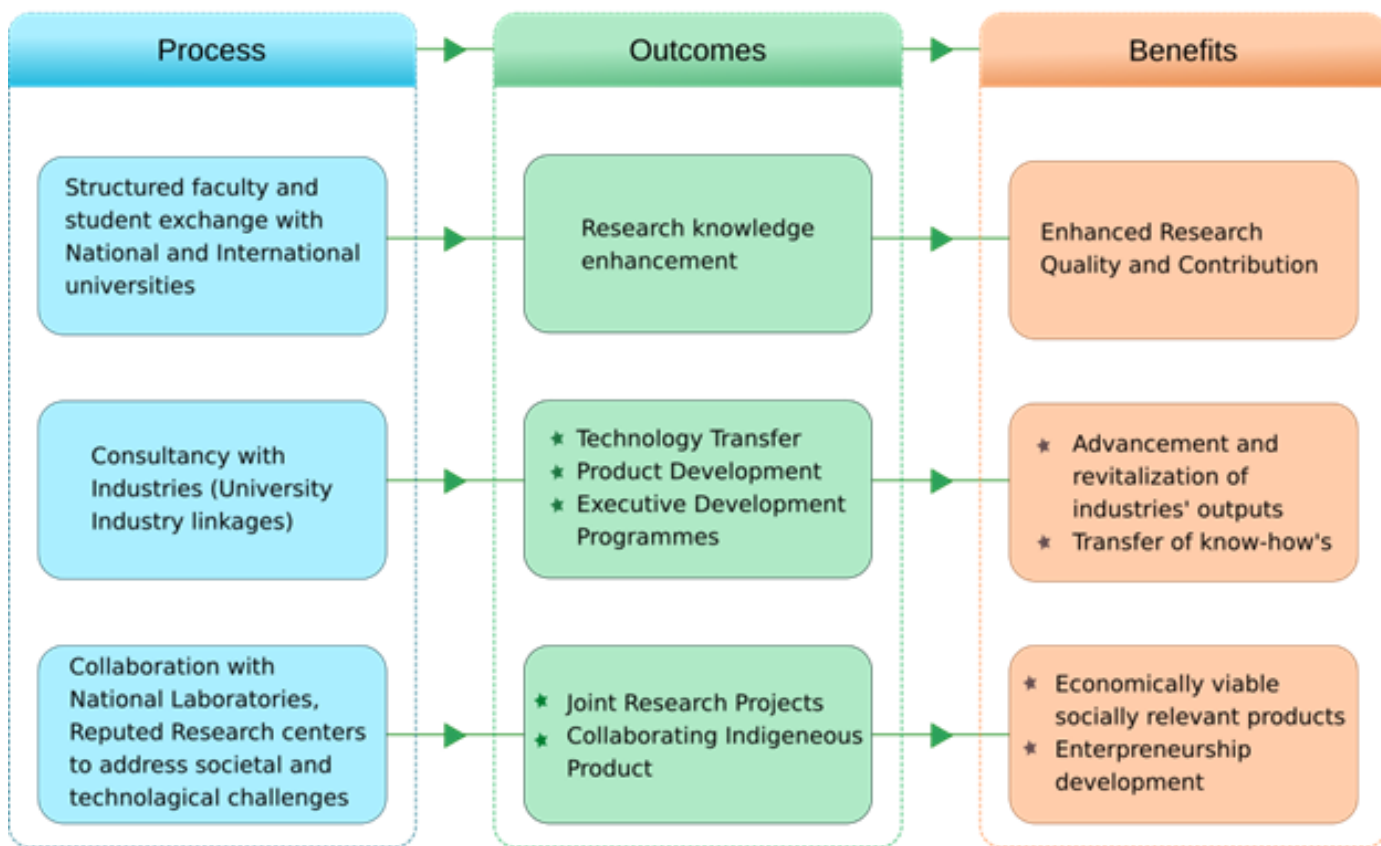 Process
Outcomes
Benefits
Structured faculty and
student exchange with
National and International
universities
Research knowledge
enhancement
Enhanced Research
Quality and Contribution
Consultancy with
Industries (University
Industry linkages)
Technology Transfer
Product Development
Executive Development
Programmes
Advancement and
revitalization of
industries' outputs
Transfer of know-how's
Collaboration with
National Laboratories,
Reputed Research centers
to address societal and
technolagical challenges
Joint Research Projects
Collaborating Indigeneous
Product
Economically viable
socially relevant products
Enterpreneurship
development